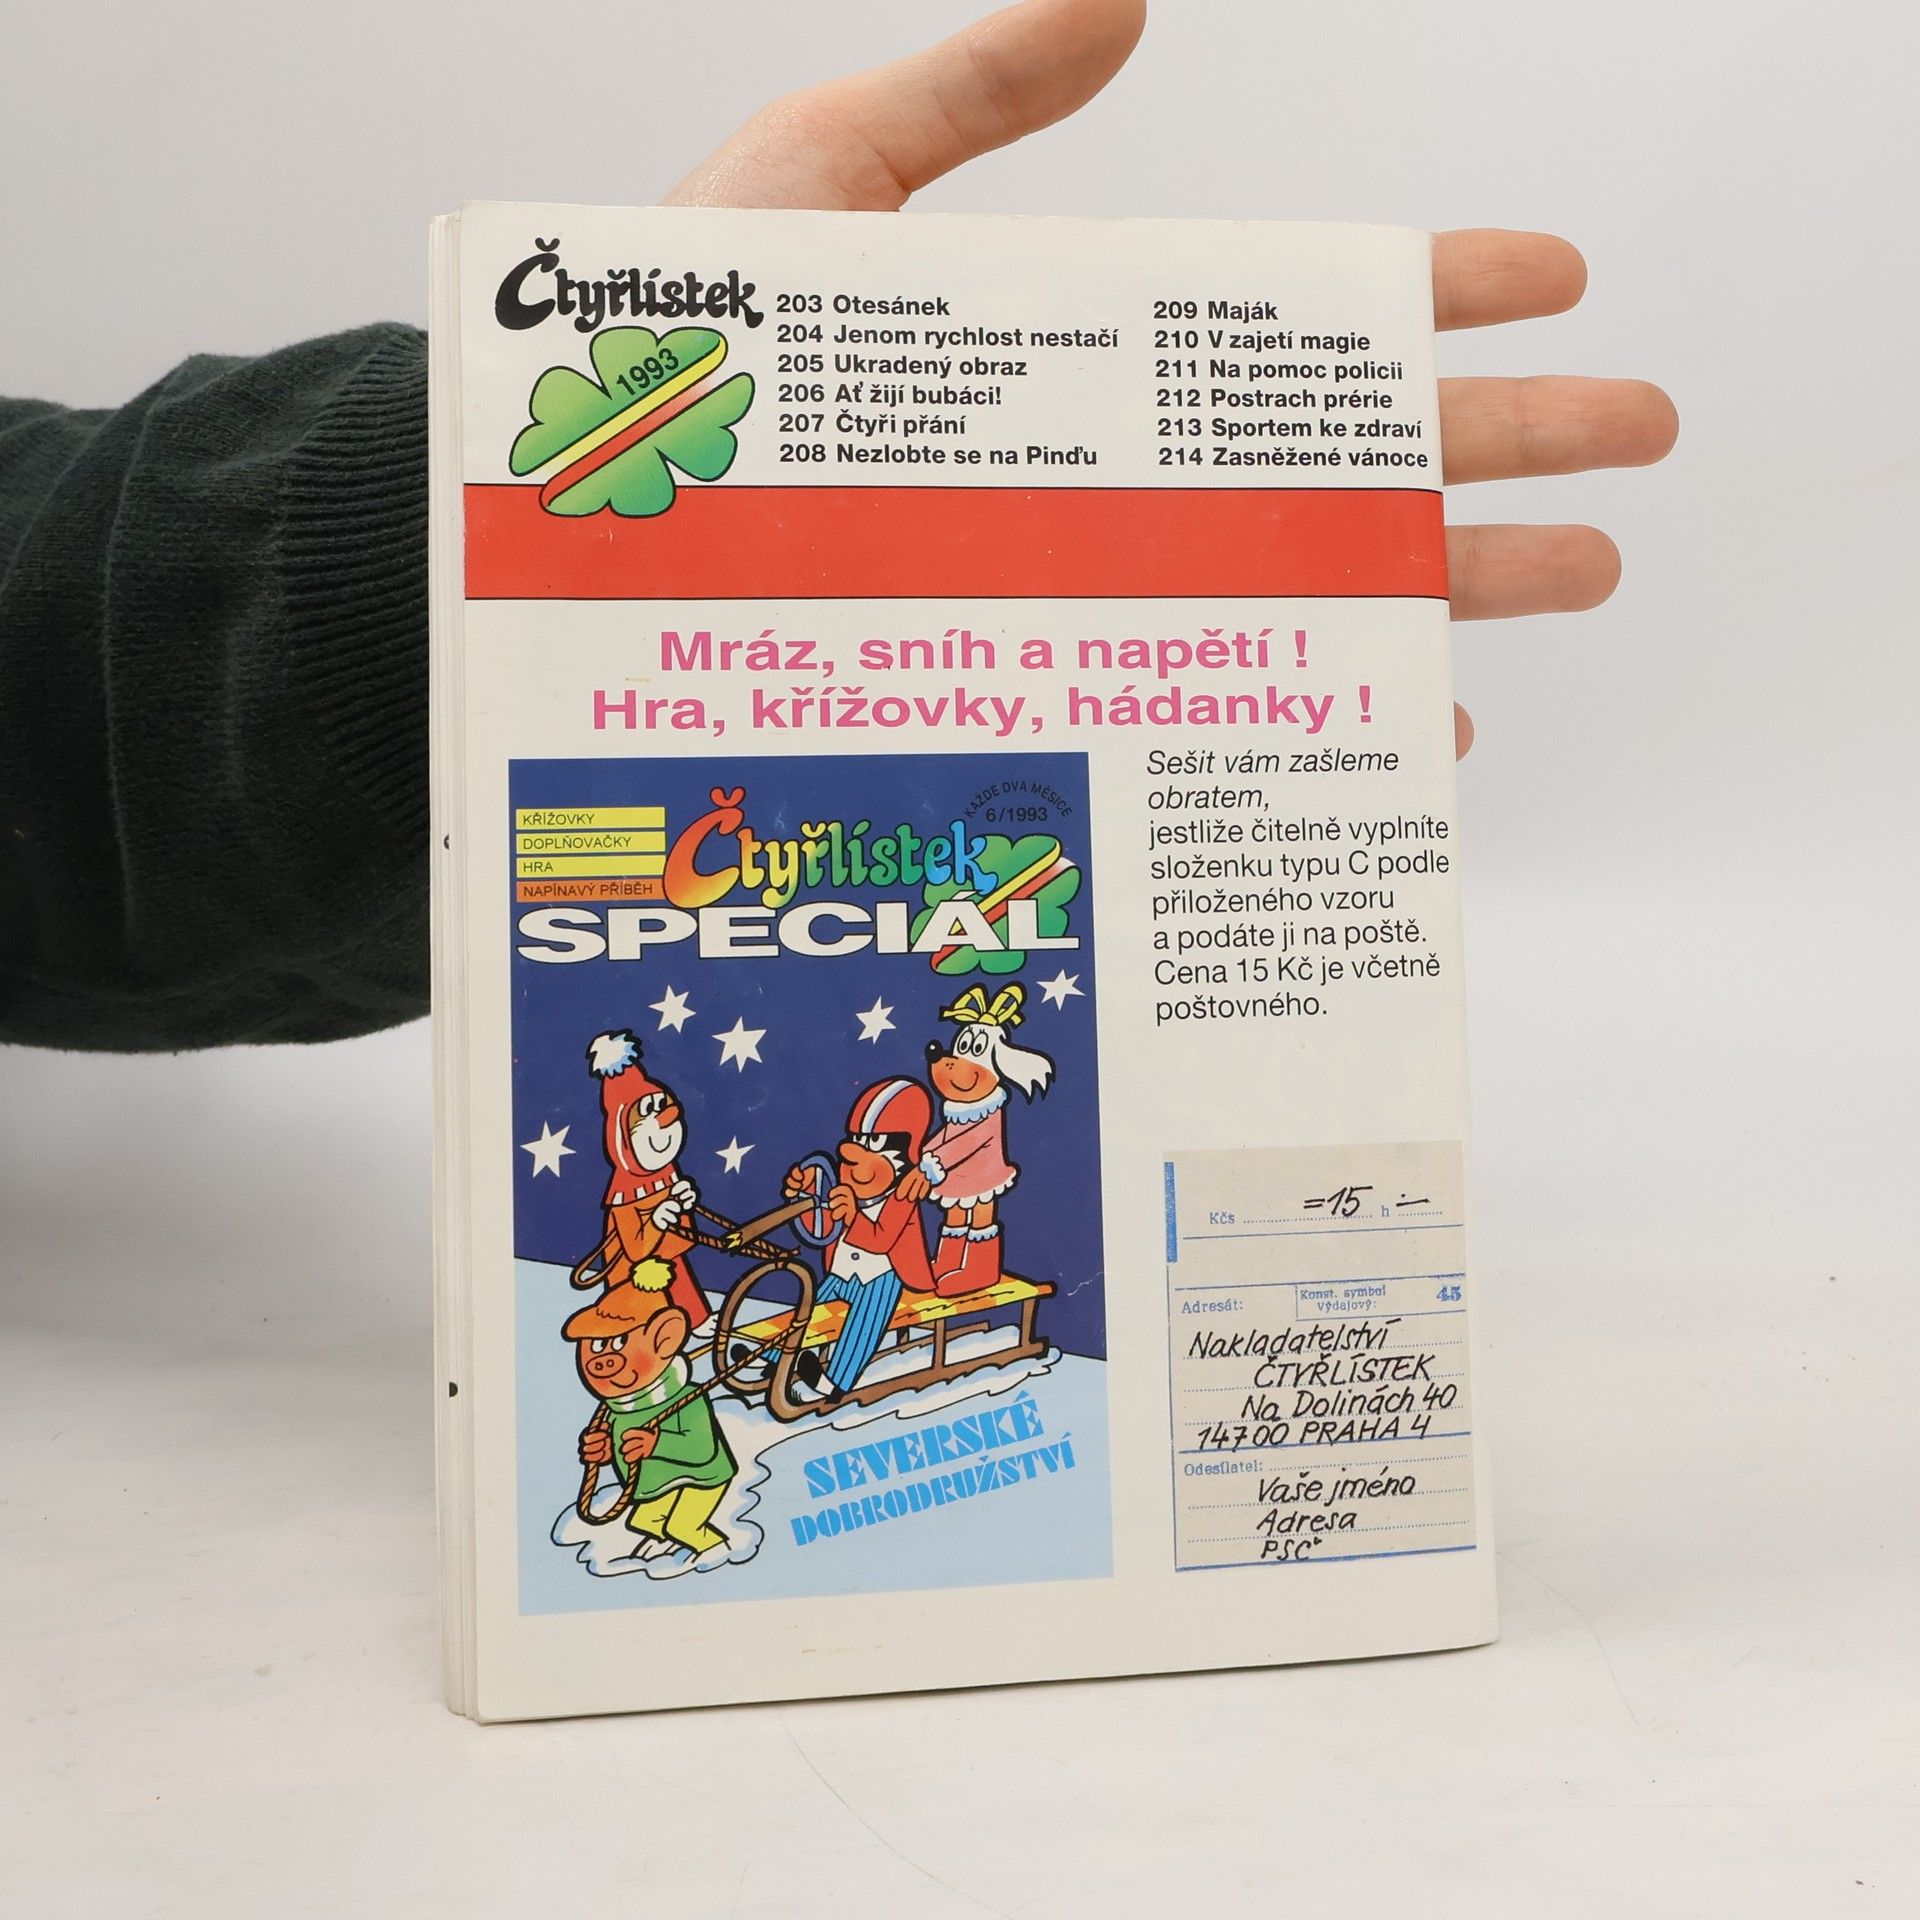 Čtyřlístek
1993
203 Otesánek
204 Jenom rychlost nestačí
205 Ukradený obraz
206 Ať žijí bubáci!
207 Čtyři přání
208 Nezlobte se na Pinďu
209 Maják
210 V zajetí magie
211 Na pomoc policii
212 Postrach prérie
213 Sportem ke zdraví
214 Zasněžené vánoce
Mráz, sníh a napětí !
Hra, křížovky, hádanky !
KŘÍŽOVKY
DOPLŇOVAČKY
HRA
NAPÍNAVÝ PŘÍBĚH
Čtyřlístek
KAŽDÉ DVA MĚSÍCE
6/1993
SPECIÁL
SEVERSKÉ
DOBRODRUŽSTVÍ
Sešit vám zašleme
obratem,
jestliže čitelně vyplníte
složenku typu C podle
přiloženého vzoru
a podáte ji na poště.
Cena 15 Kč je včetně
poštovného.
Kčs =15 h —
Adresát: Konst. symbol 45
výdajový:
Nakladatelství
ČTYŘLÍSTEK
Na Dolinách 40
14700 PRAHA 4
Odesílatel:
Vaše jméno
Adresa
PSČ